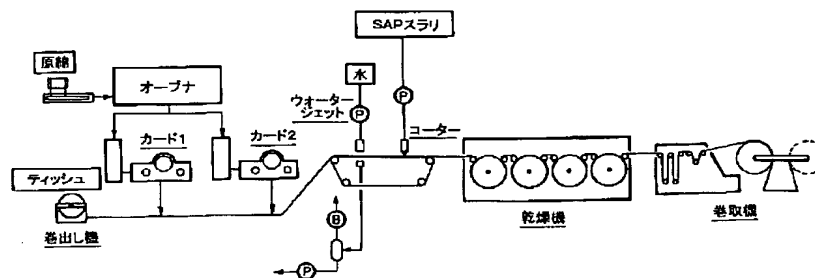 SAPスラリ
原綿
オープナ
水
ウォーター
ジェット
P
P
コーター
カード1
カード2
ティッシュ
巻出し機
B
P
乾燥機
巻取機